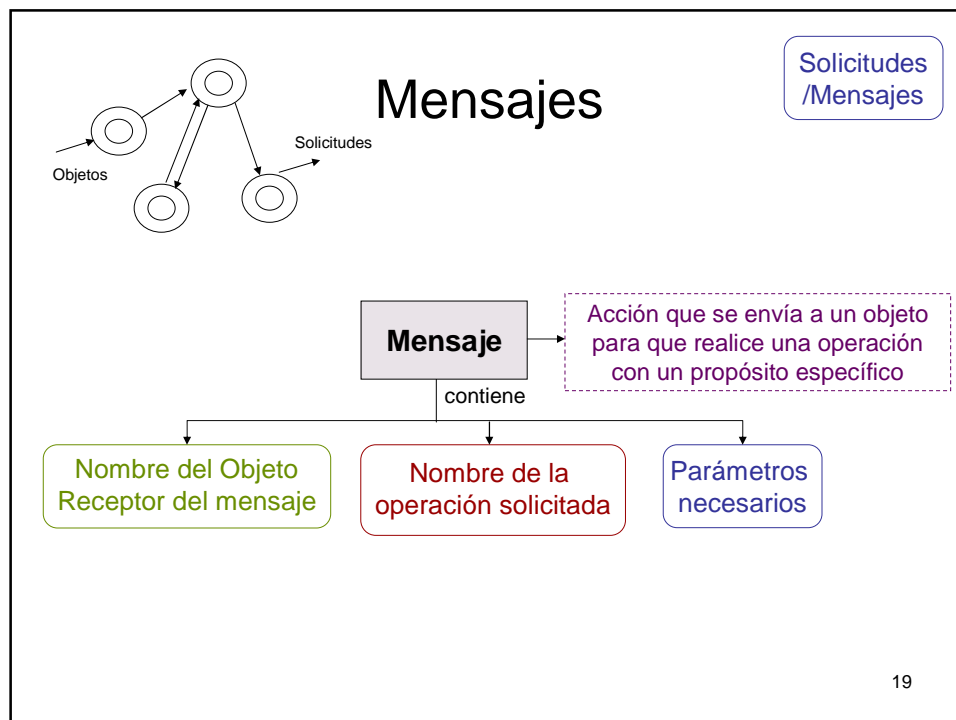 Mensajes
Solicitudes
/Mensajes
Solicitudes
Objetos
Mensaje
Acción que se envía a un objeto
para que realice una operación
con un propósito específico
contiene
Nombre del Objeto
Receptor del mensaje
Nombre de la
operación solicitada
Parámetros
necesarios
19